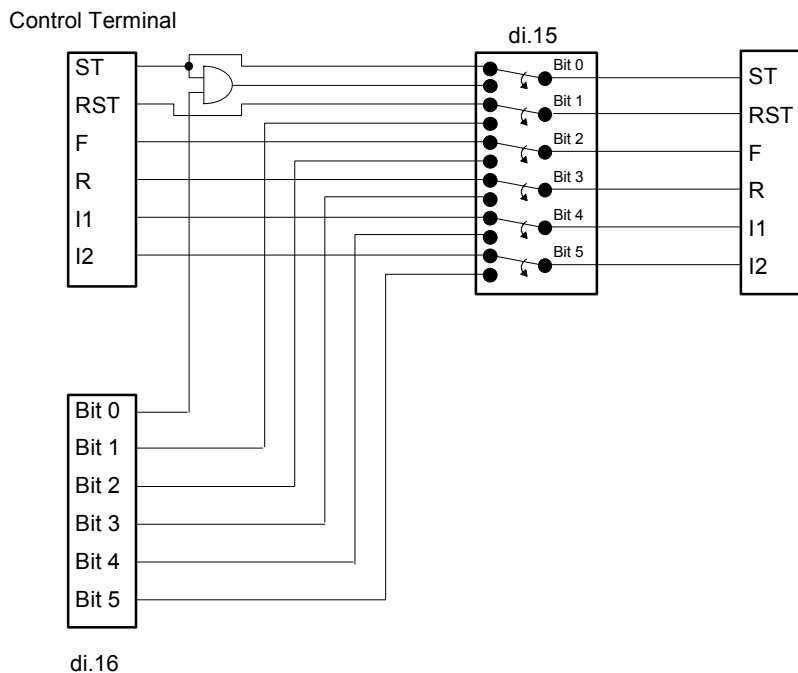 Control Terminal
di.15
ST
RST
F
R
I1
I2
Bit 0
Bit 1
Bit 2
Bit 3
Bit 4
Bit 5
ST
RST
F
R
I1
I2
Bit 0
Bit 1
Bit 2
Bit 3
Bit 4
Bit 5
di.16